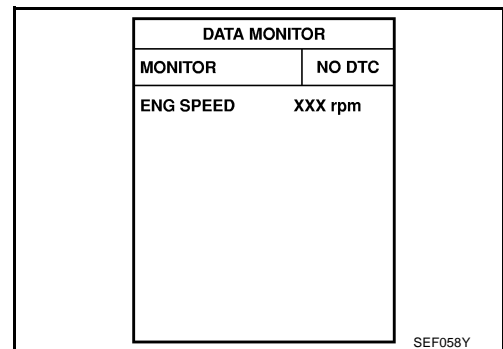 DATA MONITOR
MONITOR NO DTC
ENG SPEED XXX rpm
SEF058Y